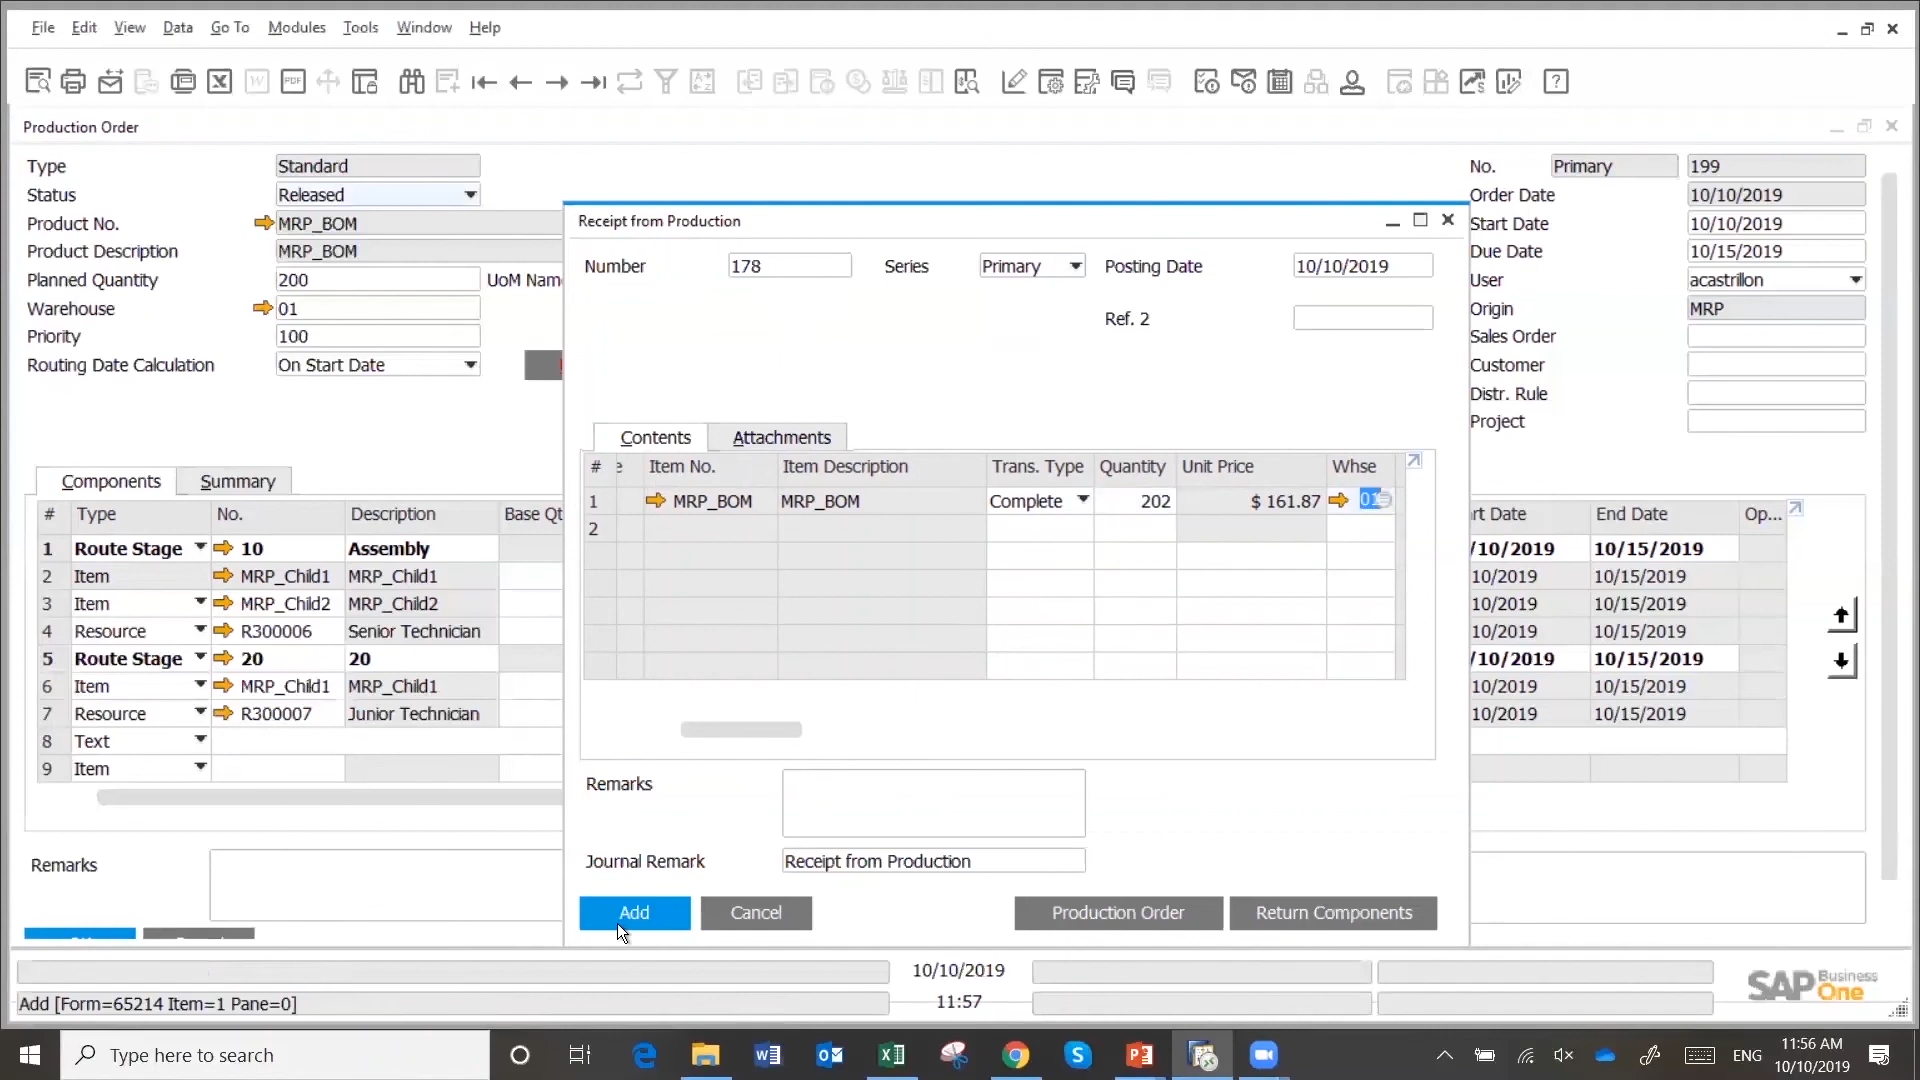 File Edit View Data Go To Modules Tools Window Help
Production Order
Type Standard
Status Released
Product No. MRP_BOM
Product Description MRP_BOM
Planned Quantity 200 UoM Name
Warehouse 01
Priority 100
Routing Date Calculation On Start Date
No. Primary 199
Order Date 10/10/2019
Start Date 10/10/2019
Due Date 10/15/2019
User acastrillon
Origin MRP
Sales Order
Customer
Distr. Rule
Project
Components Summary
# Type No. Description Base Qt
1 Route Stage 10 Assembly
2 Item MRP_Child1 MRP_Child1
3 Item MRP_Child2 MRP_Child2
4 Resource R300006 Senior Technician
5 Route Stage 20 20
6 Item MRP_Child1 MRP_Child1
7 Resource R300007 Junior Technician
8 Text
9 Item
rt Date End Date Op...
/10/2019 10/15/2019
10/2019 10/15/2019
10/2019 10/15/2019
10/2019 10/15/2019
/10/2019 10/15/2019
10/2019 10/15/2019
10/2019 10/15/2019
Remarks
Receipt from Production
Number 178 Series Primary Posting Date 10/10/2019
Ref. 2
Contents Attachments
# e Item No. Item Description Trans. Type Quantity Unit Price Whse
1 MRP_BOM MRP_BOM Complete 202 $ 161.87 01
2
Remarks
Journal Remark Receipt from Production
Add Cancel Production Order Return Components
10/10/2019
Add [Form=65214 Item=1 Pane=0] 11:57
SAP Business One
Type here to search
ENG 11:56 AM
10/10/2019